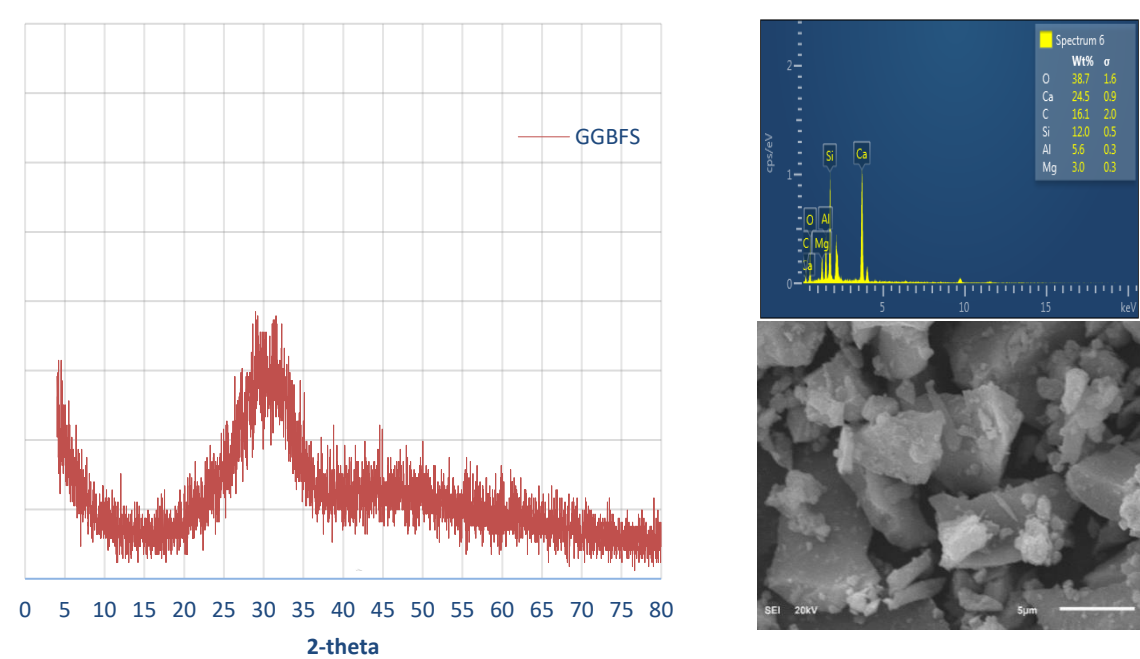 GGBFS
0 5 10 15 20 25 30 35 40 45 50 55 60 65 70 75 80
2-theta
Spectrum 6
Wt% σ
O 38.7 1.6
Ca 24.5 0.9
C 16.1 2.0
Si 12.0 0.5
Al 5.6 0.3
Mg 3.0 0.3
cps/eV
2
1
0
Si Ca
O Al
C Mg
a
5 10 15 keV
SEI 20kV 5µm